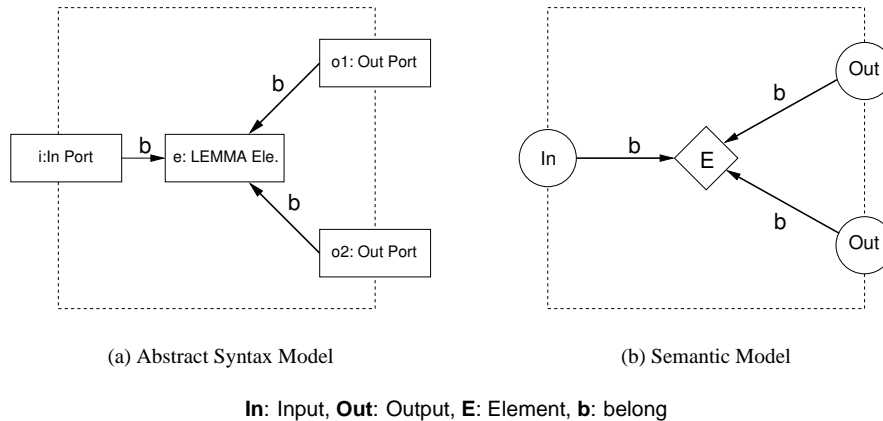 o1: Out Port
b
i:In Port
b
e: LEMMA Ele.
b
o2: Out Port
Out
b
In
b
E
b
Out
(a) Abstract Syntax Model
(b) Semantic Model
In: Input, Out: Output, E: Element, b: belong